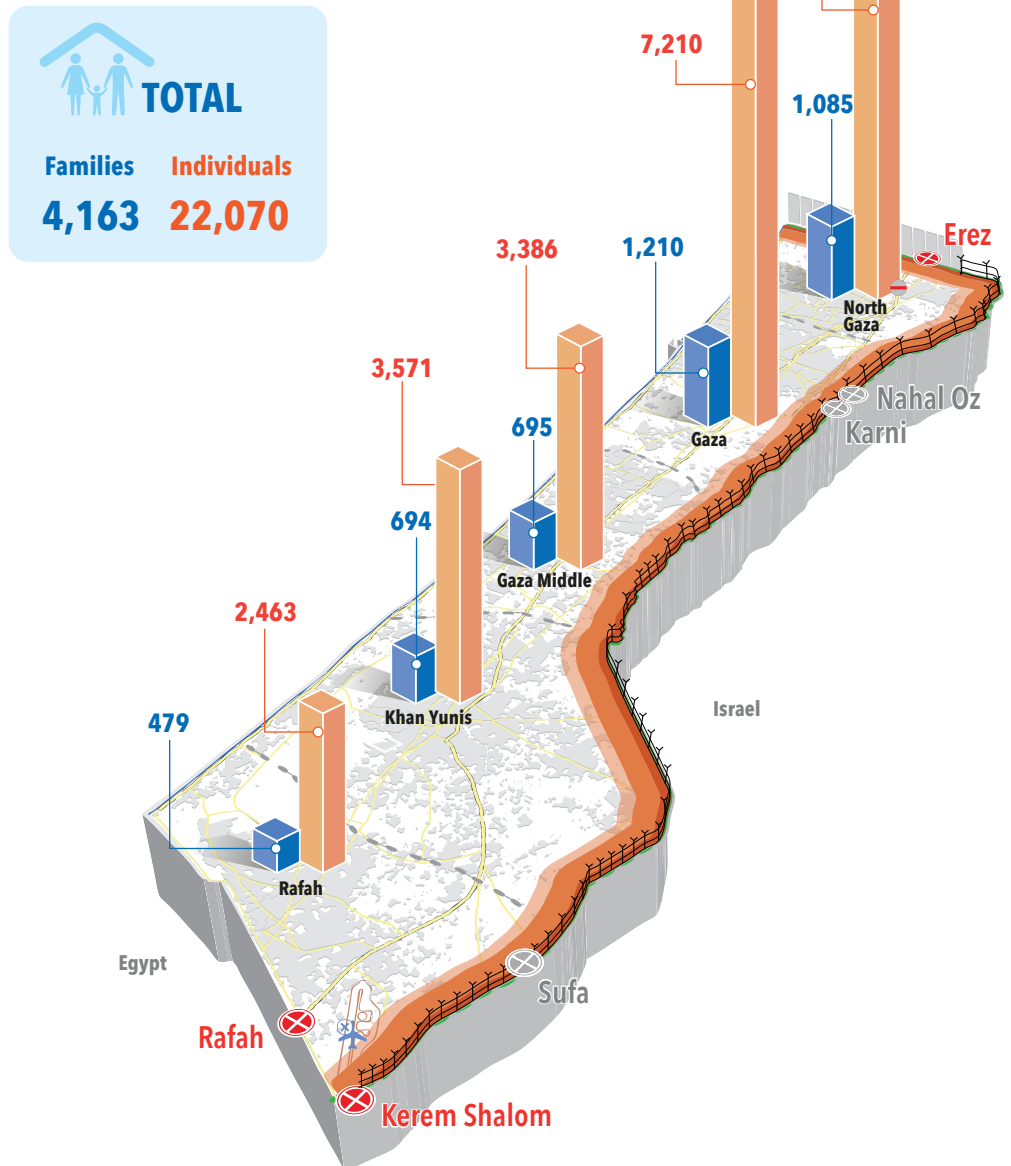 TOTAL
Families Individuals
4,163 22,070
7,210
1,085
Erez
3,386
1,210
North
Gaza
3,571
Nahal Oz
Karni
695
Gaza
694
Gaza Middle
2,463
Israel
479
Khan Yunis
Rafah
Egypt
Sufa
Rafah
Kerem Shalom